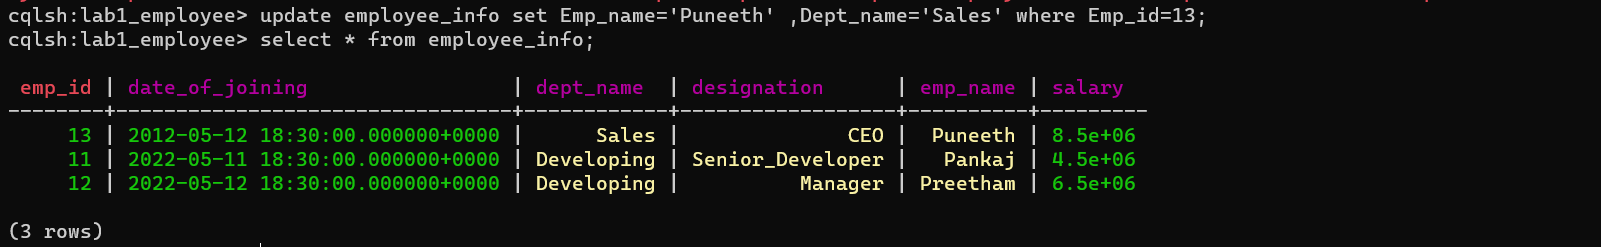 cqlsh:lab1_employee> update employee_info set Emp_name='Puneeth' ,Dept_name='Sales' where Emp_id=13;
cqlsh:lab1_employee> select * from employee_info;
 emp_id | date_of_joining                 | dept_name  | designation      | emp_name | salary
--------+---------------------------------+------------+------------------+----------+---------
     13 | 2012-05-12 18:30:00.000000+0000 |      Sales |              CEO |  Puneeth | 8.5e+06
     11 | 2022-05-11 18:30:00.000000+0000 | Developing | Senior_Developer |   Pankaj | 4.5e+06
     12 | 2022-05-12 18:30:00.000000+0000 | Developing |          Manager | Preetham | 6.5e+06
(3 rows)